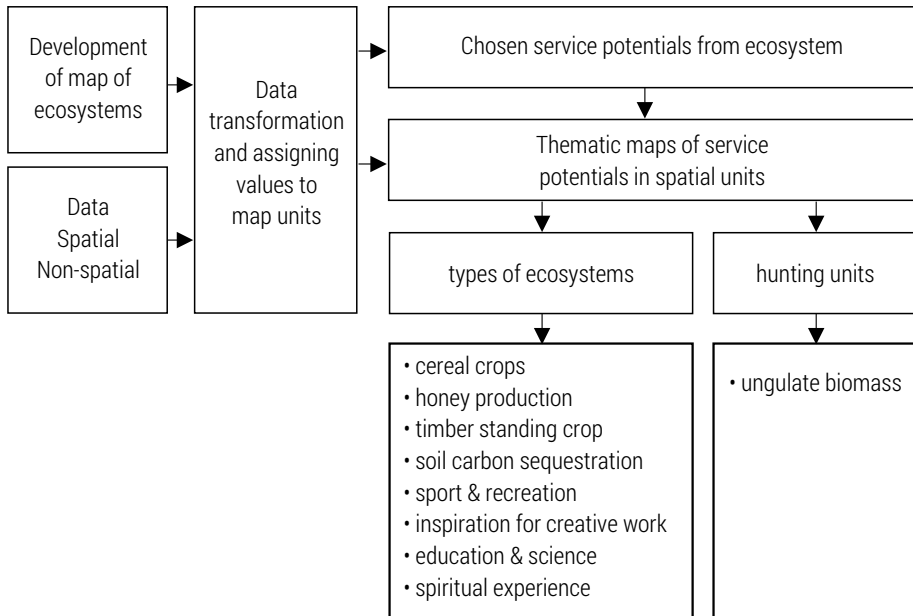 Development
of map of
ecosystems
Data
Spatial
Non-spatial
Data
transformation
and assigning
values to
map units
Chosen service potentials from ecosystem
Thematic maps of service
potentials in spatial units
types of ecosystems
hunting units
• cereal crops
• honey production
• timber standing crop
• soil carbon sequestration
• sport & recreation
• inspiration for creative work
• education & science
• spiritual experience
• ungulate biomass